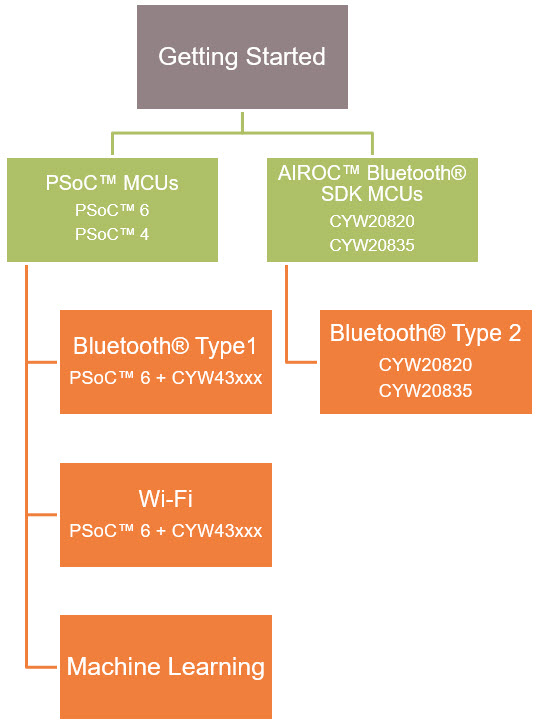 Getting Started
PSoC™ MCUs
PSoC™ 6
PSoC™ 4
AIROC™ Bluetooth®
SDK MCUs
CYW20820
CYW20835
Bluetooth® Type1
PSoC™ 6 + CYW43xxx
Bluetooth® Type 2
CYW20820
CYW20835
Wi-Fi
PSoC™ 6 + CYW43xxx
Machine Learning